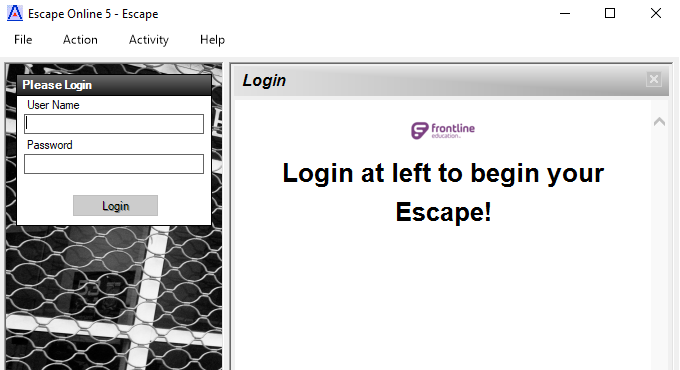 Escape Online 5 - Escape
File Action Activity Help
Please Login
User Name
Password
Login
Login
frontline
education
Login at left to begin your
Escape!